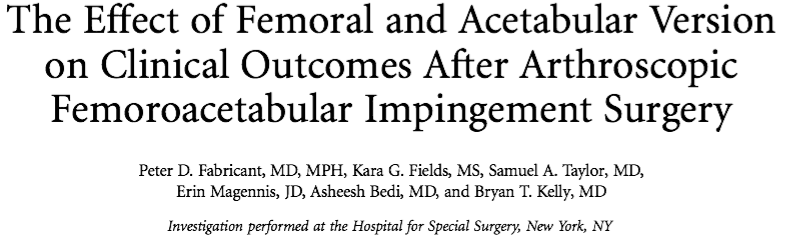 The Effect of Femoral and Acetabular Version
on Clinical Outcomes After Arthroscopic
Femoroacetabular Impingement Surgery
Peter D. Fabricant, MD, MPH, Kara G. Fields, MS, Samuel A. Taylor, MD,
Erin Magennis, JD, Asheesh Bedi, MD, and Bryan T. Kelly, MD
Investigation performed at the Hospital for Special Surgery, New York, NY